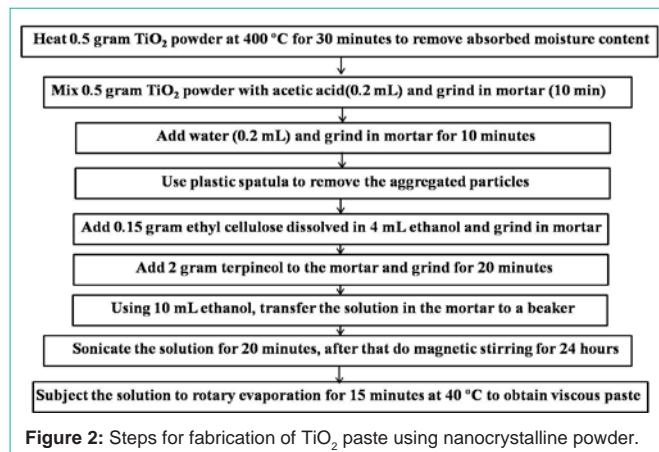 Heat 0.5 gram TiO₂ powder at 400 °C for 30 minutes to remove absorbed moisture content
Mix 0.5 gram TiO₂ powder with acetic acid(0.2 mL) and grind in mortar (10 min)
Add water (0.2 mL) and grind in mortar for 10 minutes
Use plastic spatula to remove the aggregated particles
Add 0.15 gram ethyl cellulose dissolved in 4 mL ethanol and grind in mortar
Add 2 gram terpineol to the mortar and grind for 20 minutes
Using 10 mL ethanol, transfer the solution in the mortar to a beaker
Sonicate the solution for 20 minutes, after that do magnetic stirring for 24 hours
Subject the solution to rotary evaporation for 15 minutes at 40 °C to obtain viscous paste
Figure 2: Steps for fabrication of TiO₂ paste using nanocrystalline powder.